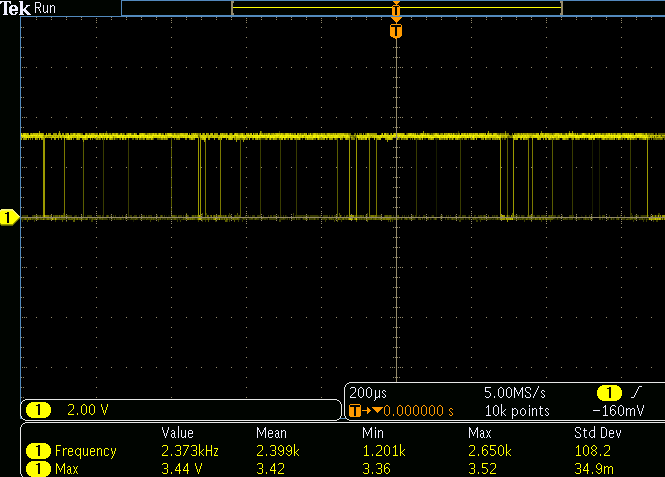 Tek Run
T
T
1
1 2.00 V
200µs 5.00MS/s 1
T 0.000000 s 10k points −160mV
Value Mean Min Max Std Dev
1 Frequency 2.373kHz 2.399k 1.201k 2.650k 108.2
1 Max 3.44 V 3.42 3.36 3.52 34.9m